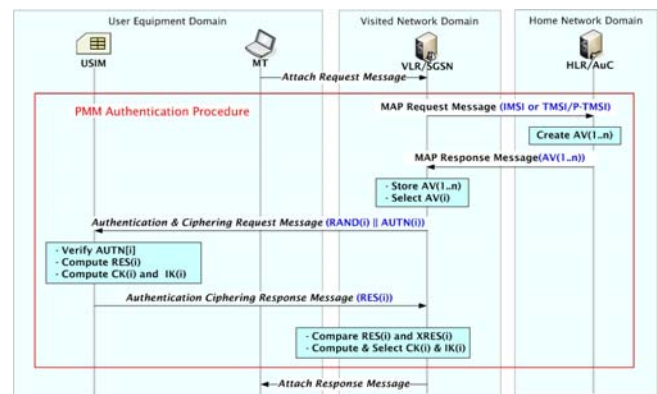 User Equipment Domain
Visited Network Domain
Home Network Domain
USIM
MT
VLR/SGSN
HLR/AuC
Attach Request Message
PMM Authentication Procedure
MAP Request Message (IMSI or TMSI/P-TMSI)
Create AV(1..n)
MAP Response Message(AV(1..n))
- Store AV(1..n)
- Select AV(i)
Authentication & Ciphering Request Message (RAND(i) || AUTN(i))
- Verify AUTN[i]
- Compute RES(i)
- Compute CK(i) and IK(i)
Authentication Ciphering Response Message (RES(i))
- Compare RES(i) and XRES(i)
- Compute & Select CK(i) & IK(i)
Attach Response Message